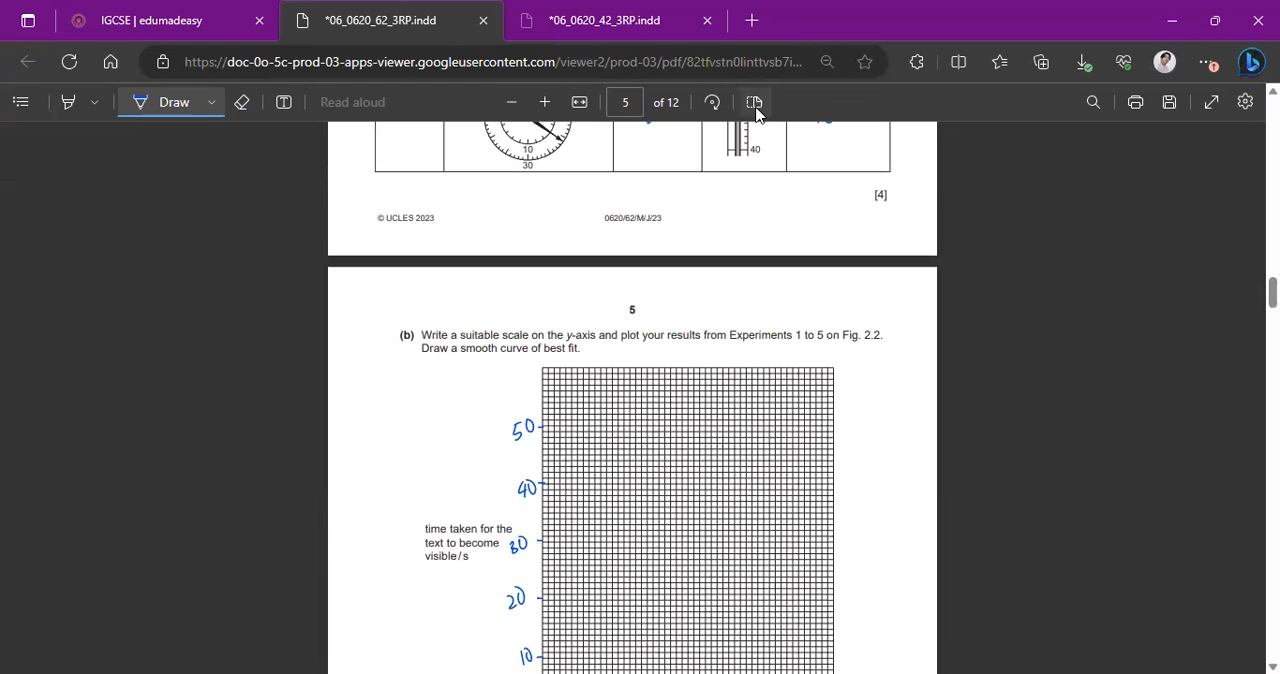 IGCSE | edumadeasy
*06_0620_62_3RP.indd
*06_0620_42_3RP.indd
https://doc-0o-5c-prod-03-apps-viewer.googleusercontent.com/viewer2/prod-03/pdf/82tfvstn0linttvsb7i...
Draw
Read aloud
5
of 12
10
30
40
[4]
© UCLES 2023
0620/62/M/J/23
5
(b) Write a suitable scale on the y-axis and plot your results from Experiments 1 to 5 on Fig. 2.2.
Draw a smooth curve of best fit.
50
40
time taken for the
text to become
visible / s
30
20
10